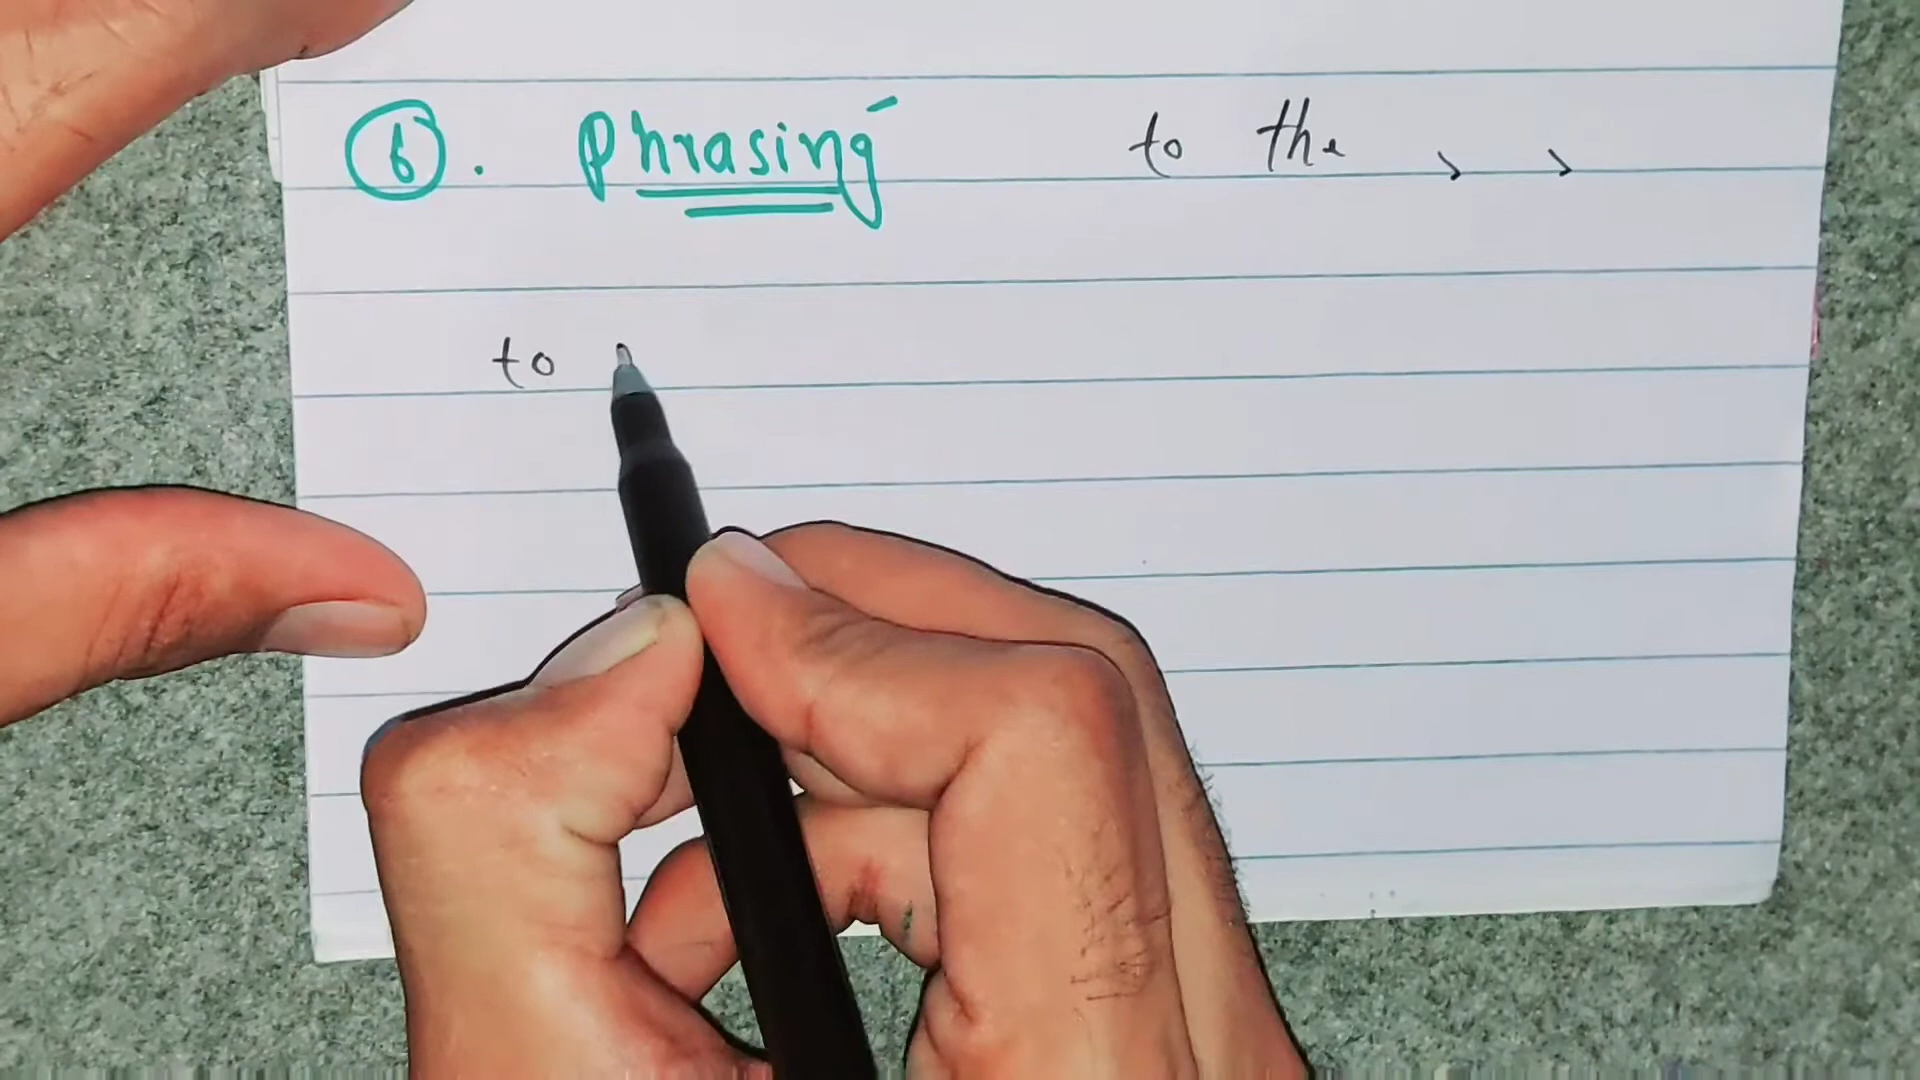 6. Phrasing to the
to